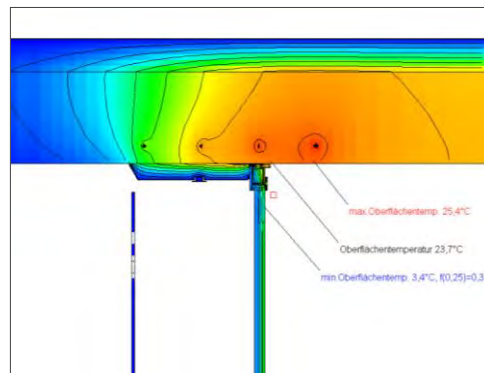 max.Oberflächentemp. 25,4°C
Oberflächentemperatur 23,7°C
min.Oberflächentemp. 3,4°C, f(0,25)=0,3